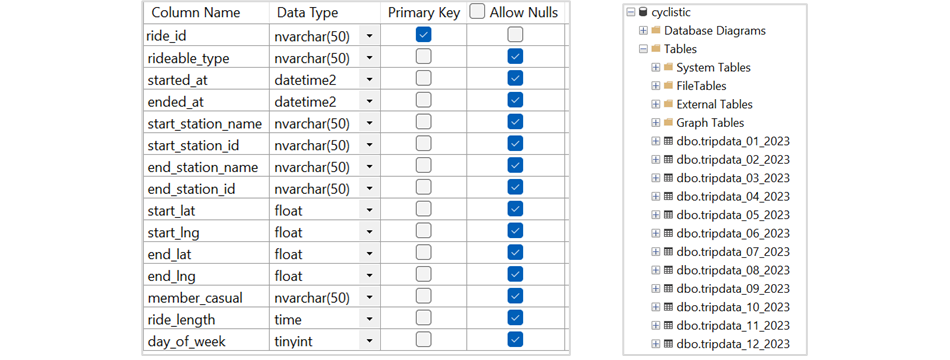 Column Name Data Type Primary Key Allow Nulls
ride_id nvarchar(50)
rideable_type nvarchar(50)
started_at datetime2
ended_at datetime2
start_station_name nvarchar(50)
start_station_id nvarchar(50)
end_station_name nvarchar(50)
end_station_id nvarchar(50)
start_lat float
start_lng float
end_lat float
end_lng float
member_casual nvarchar(50)
ride_length time
day_of_week tinyint
cyclistic
Database Diagrams
Tables
System Tables
FileTables
External Tables
Graph Tables
dbo.tripdata_01_2023
dbo.tripdata_02_2023
dbo.tripdata_03_2023
dbo.tripdata_04_2023
dbo.tripdata_05_2023
dbo.tripdata_06_2023
dbo.tripdata_07_2023
dbo.tripdata_08_2023
dbo.tripdata_09_2023
dbo.tripdata_10_2023
dbo.tripdata_11_2023
dbo.tripdata_12_2023